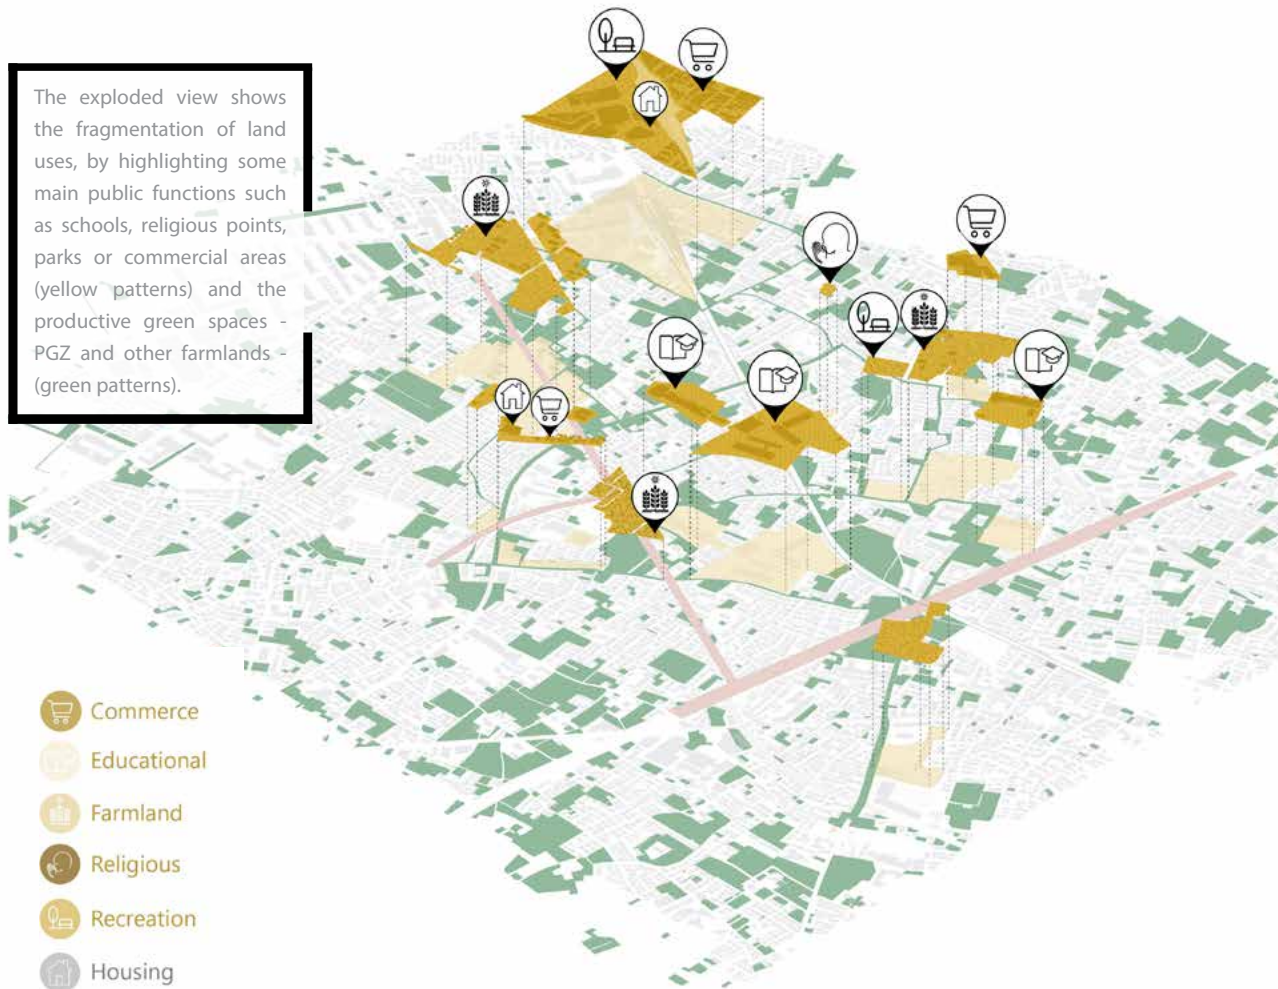 The exploded view shows
the fragmentation of land
uses, by highlighting some
main public functions such
as schools, religious points,
parks or commercial areas
(yellow patterns) and the
productive green spaces -
PGZ and other farmlands -
(green patterns).
Commerce
Educational
Farmland
Religious
Recreation
Housing